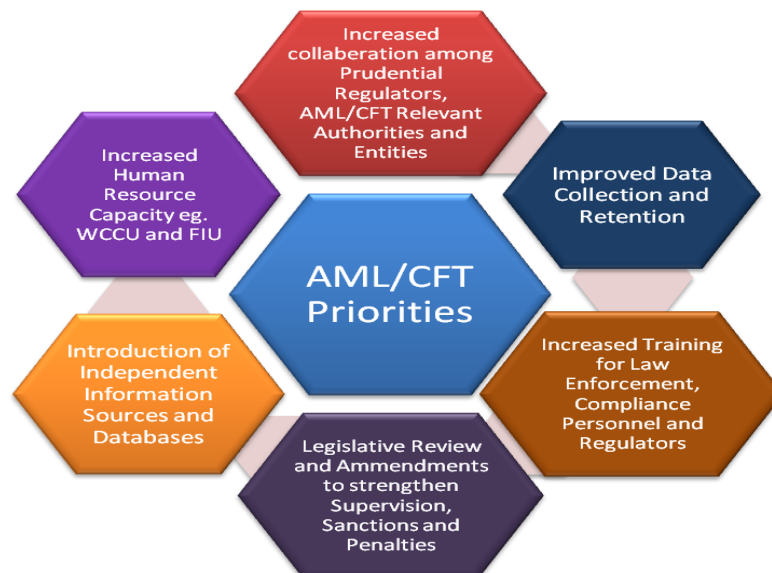 Increased
collaberation among
Prudential
Regulators,
AML/CFT Relevant
Authorities and
Entities
Improved Data
Collection and
Retention
Increased Training
for Law
Enforcement,
Compliance
Personnel and
Regulators
Legislative Review
and Ammendments
to strengthen
Supervision,
Sanctions and
Penalties
Introduction of
Independent
Information
Sources and
Databases
Increased
Human
Resource
Capacity eg.
WCCU and FIU
AML/CFT
Priorities